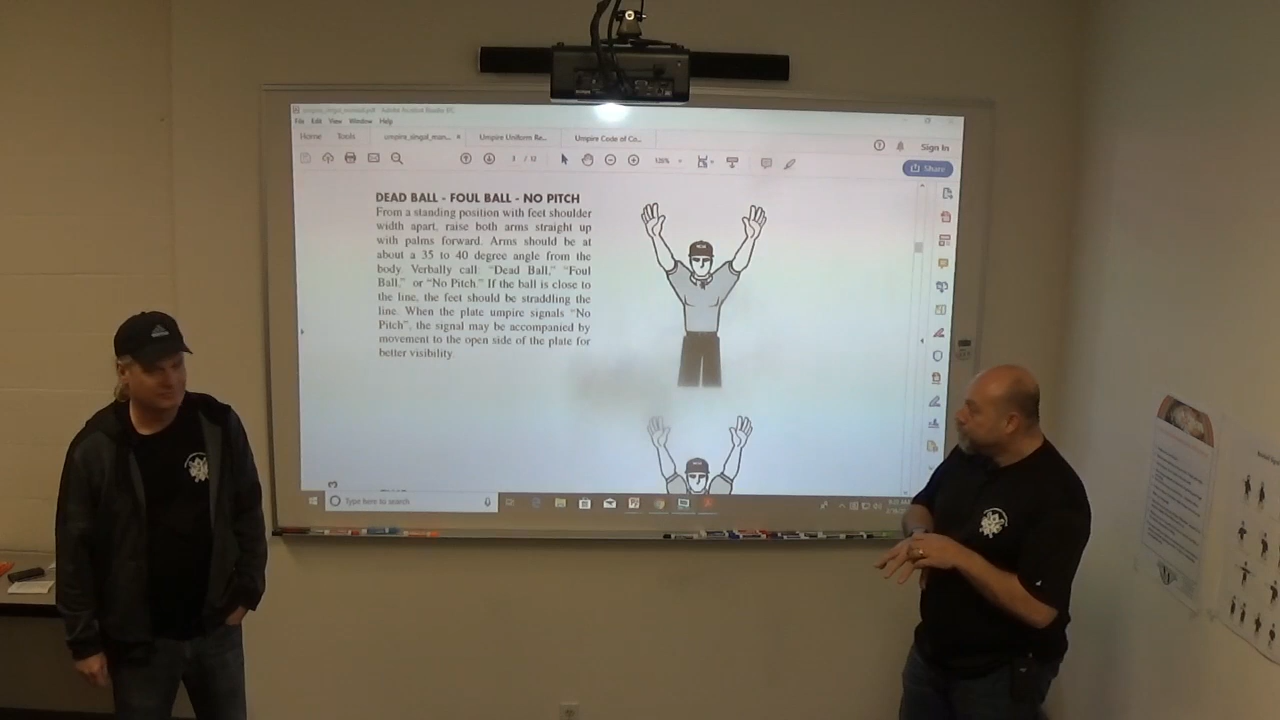 File Edit View Window Help
Home Tools umpire_singal_man... × Umpire Uniform Re... Umpire Code of Co...
Sign In
3 / 12
Share
DEAD BALL - FOUL BALL - NO PITCH
From a standing position with feet shoulder
width apart, raise both arms straight up
with palms forward. Arms should be at
about a 35 to 40 degree angle from the
body. Verbally call "Dead Ball," "Foul
Ball," or "No Pitch." If the ball is close to
the line, the feet should be straddling the
line. When the plate umpire signals "No
Pitch", the signal may be accompanied by
movement to the open side of the plate for
better visibility.
3
Type here to search